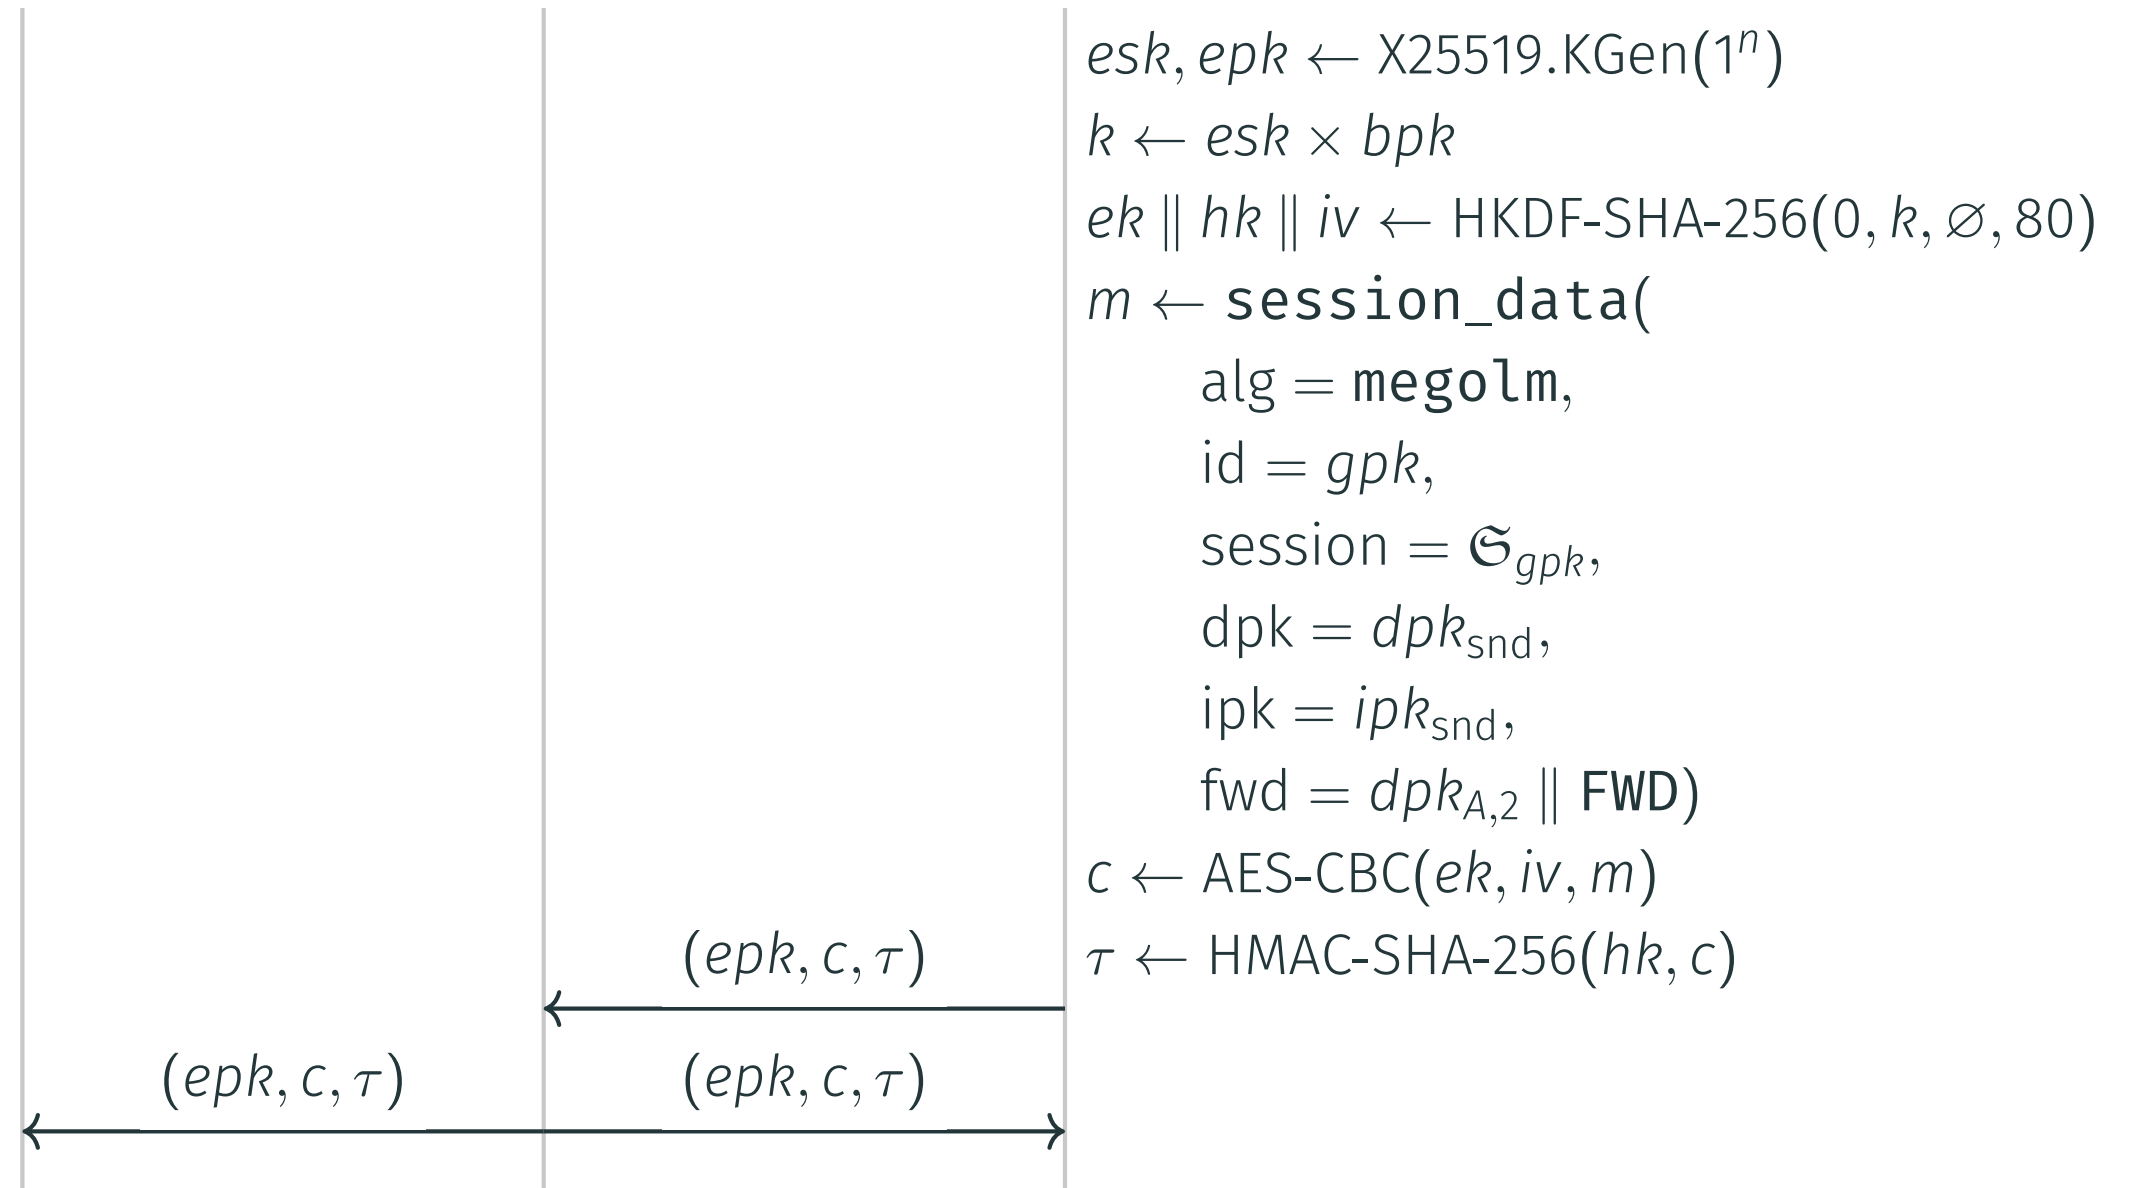 esk, epk ← X25519.KGen(1ⁿ)
k ← esk × bpk
ek ∥ hk ∥ iv ← HKDF-SHA-256(0, k, ∅, 80)
m ← session_data(
alg = megolm,
id = gpk,
session = 𝔖_gpk,
dpk = dpk_snd,
ipk = ipk_snd,
fwd = dpk_A,2 ∥ FWD)
c ← AES-CBC(ek, iv, m)
(epk, c, τ)
τ ← HMAC-SHA-256(hk, c)
(epk, c, τ)
(epk, c, τ)